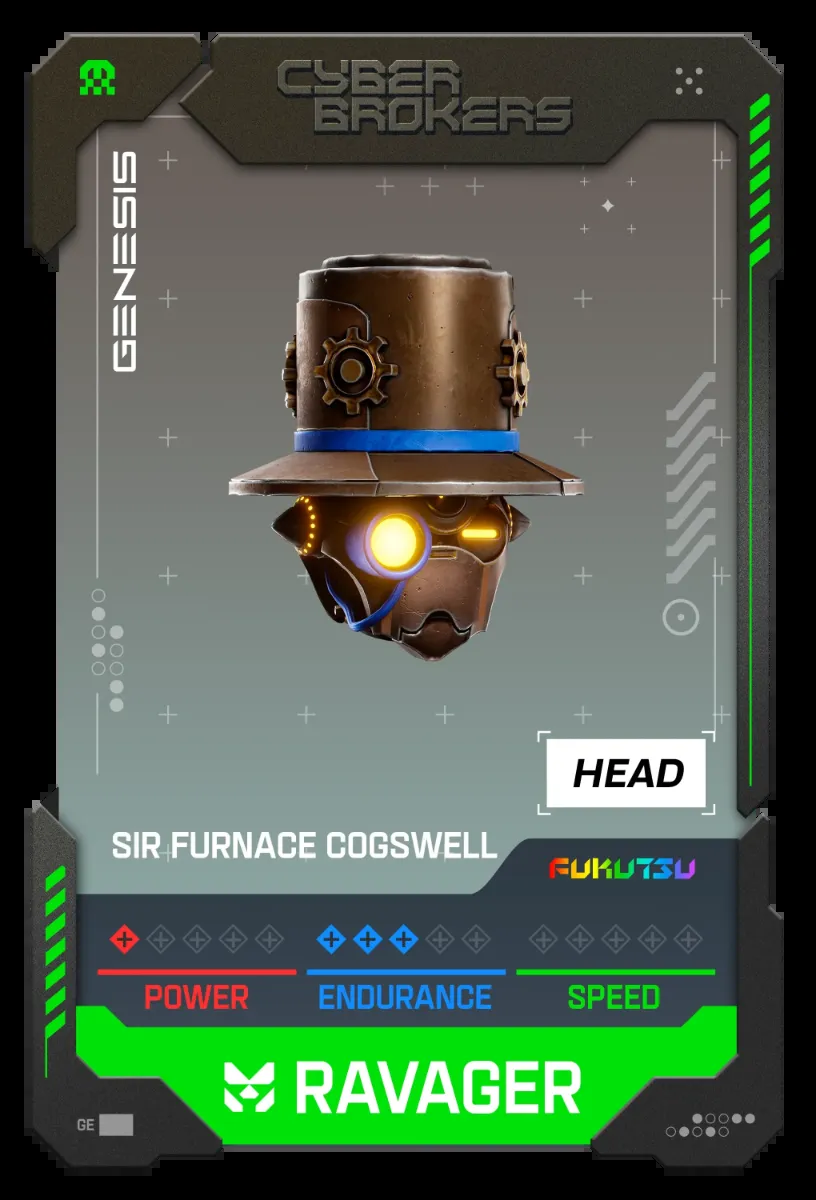 CYBER
BROKERS
GENESIS
HEAD
SIR FURNACE COGSWELL
FUKUTSU
POWER
ENDURANCE
SPEED
RAVAGER
GE